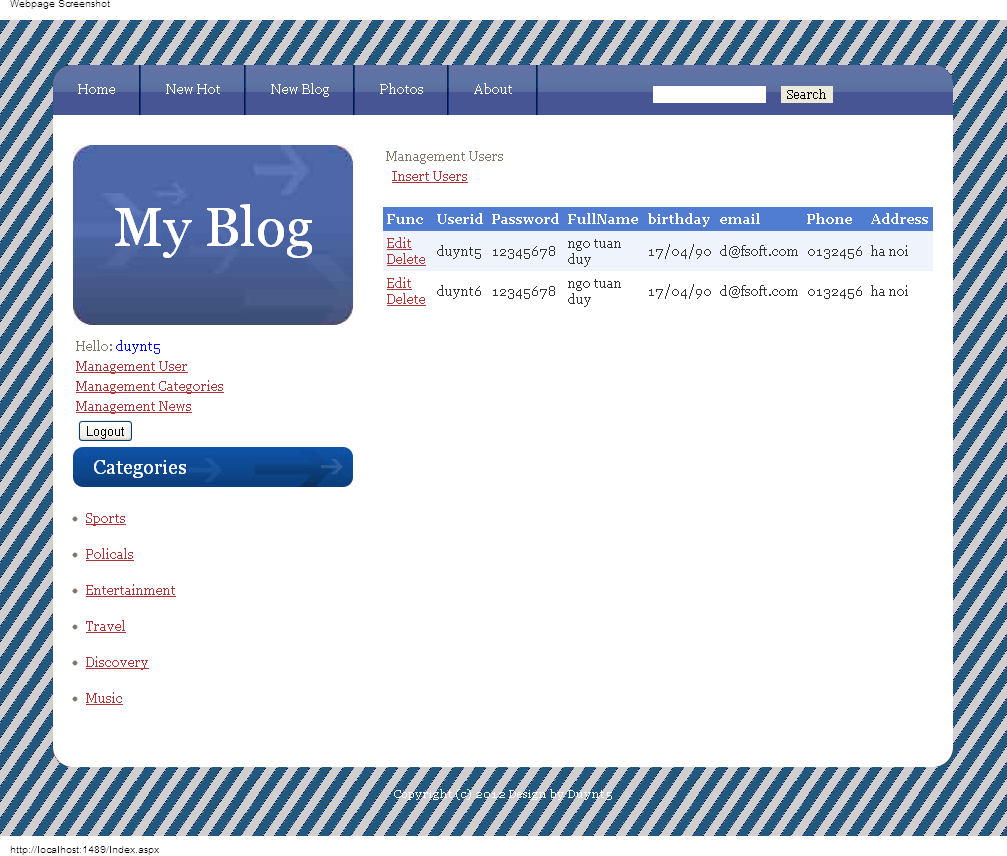 Webpage Screenshot
Home New Hot New Blog Photos About Search
My Blog
Hello: duynt5
Management User
Management Categories
Management News
Logout
Categories
Sports
Policals
Entertainment
Travel
Discovery
Music
Management Users
Insert Users
Func Userid Password FullName birthday email Phone Address
Edit
Delete duynt5 12345678 ngo tuan
duy 17/04/90 d@fsoft.com 0132456 ha noi
Edit
Delete duynt6 12345678 ngo tuan
duy 17/04/90 d@fsoft.com 0132456 ha noi
Copyright (c) 2012 Design by Duynt5
http://localhost:1489/Index.aspx